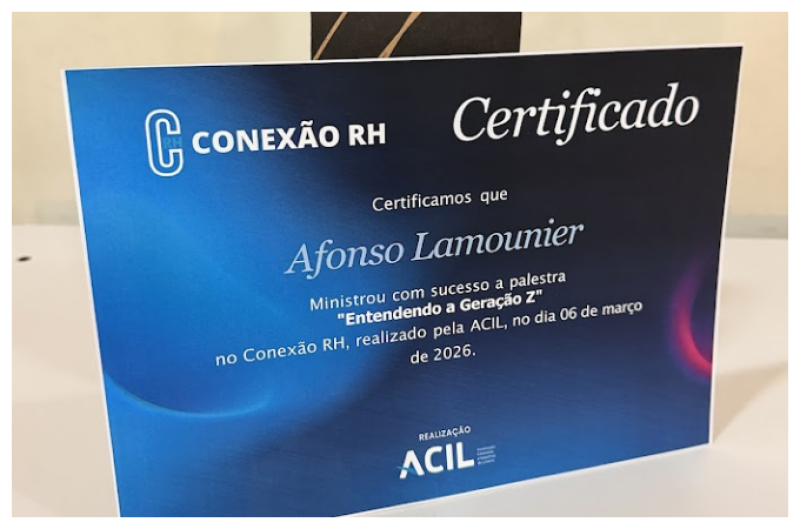 CRH CONEXÃO RH
Certificado
Certificamos que
Afonso Lamounier
Ministrou com sucesso a palestra
"Entendendo a Geração Z"
no Conexão RH, realizado pela ACIL, no dia 06 de março
de 2026.
REALIZAÇÃO
ACIL